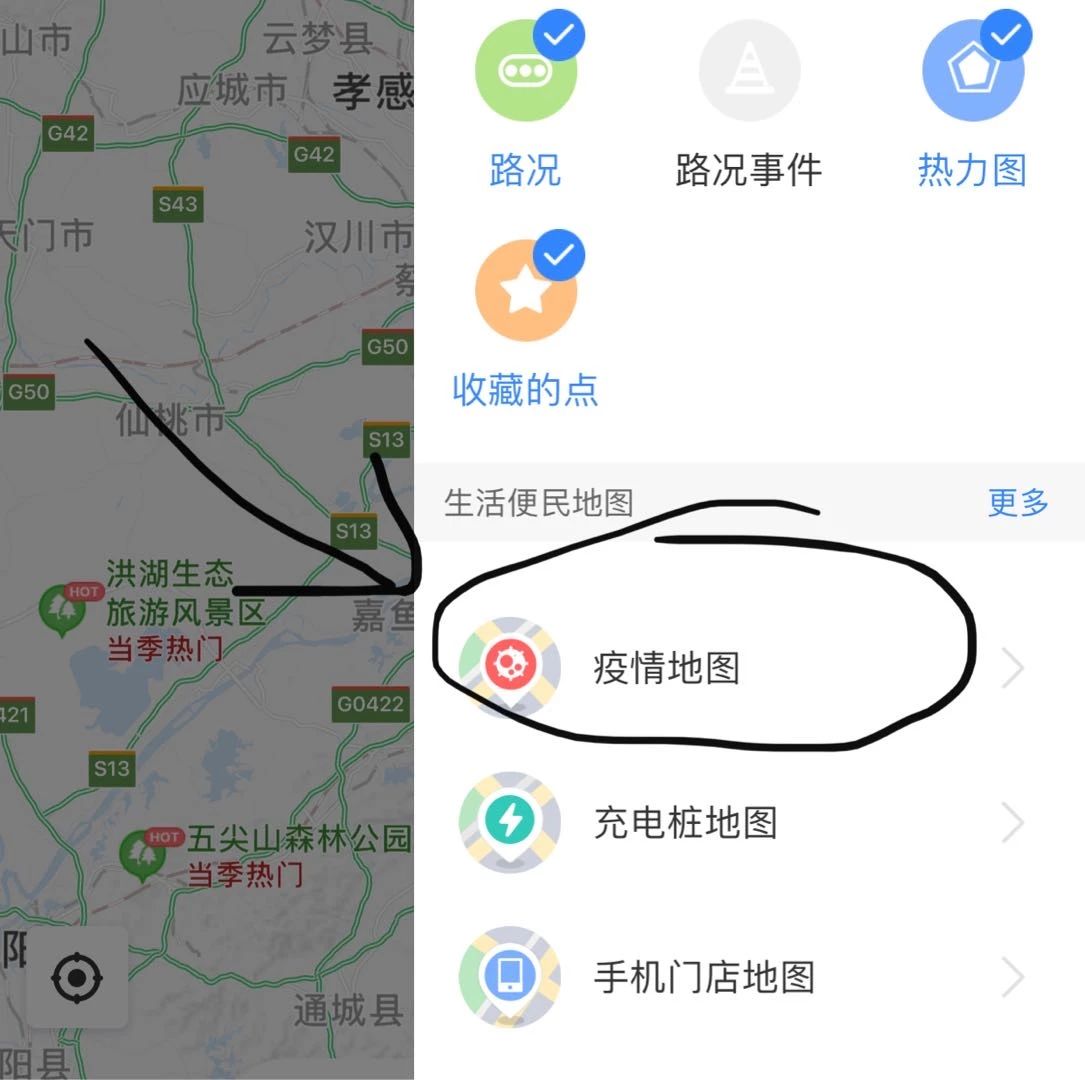 山市
云梦县
应城市
孝感
G42
G42
S43
天门市
汉川市
蔡
G50
G50
仙桃市
S13
S13
洪湖生态
旅游风景区
HOT
当季热门
嘉鱼
G0422
421
S13
五尖山森林公园
HOT
当季热门
阳
通城县
阳县
路况
路况事件
热力图
收藏的点
生活便民地图
更多
疫情地图
充电桩地图
手机门店地图